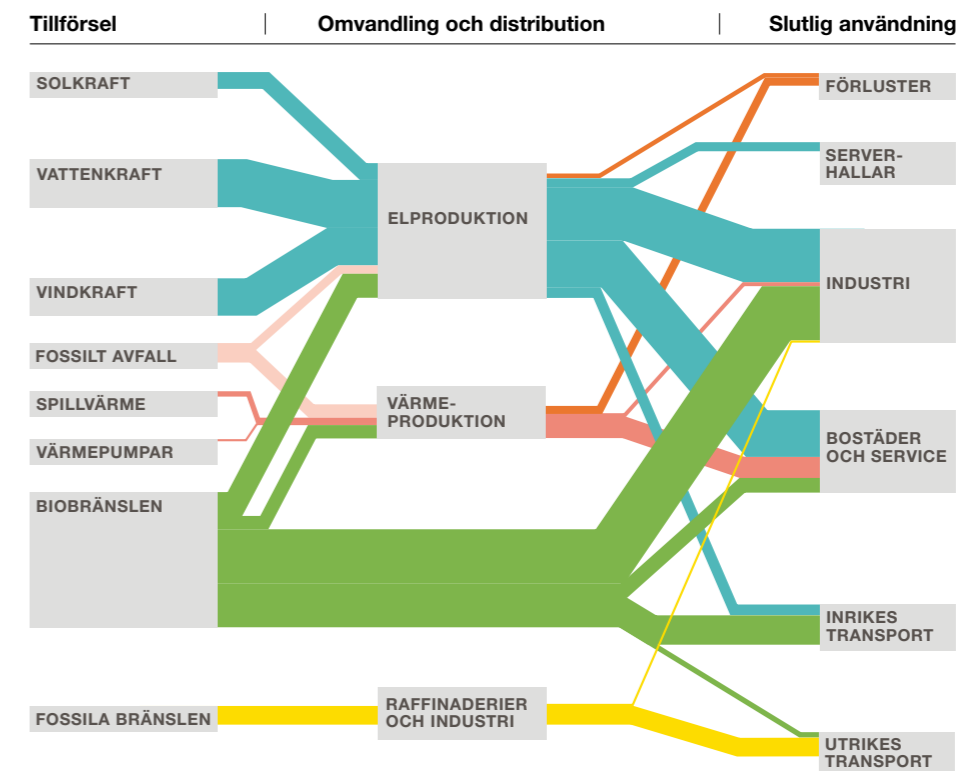 Tillförsel
Omvandling och distribution
Slutlig användning
SOLKRAFT
VATTENKRAFT
VINDKRAFT
FOSSILT AVFALL
SPILLVÄRME
VÄRMEPUMPAR
BIOBRÄNSLEN
FOSSILA BRÄNSLEN
ELPRODUKTION
VÄRME-
PRODUKTION
RAFFINADERIER
OCH INDUSTRI
FÖRLUSTER
SERVER-
HALLAR
INDUSTRI
BOSTÄDER
OCH SERVICE
INRIKES
TRANSPORT
UTRIKES
TRANSPORT